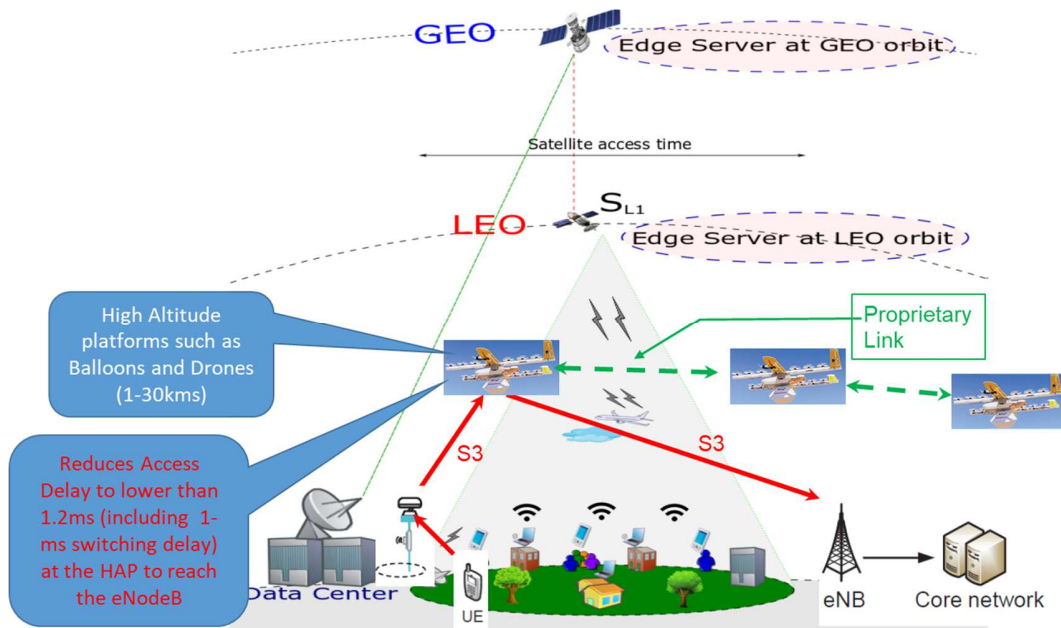 GEO
Edge Server at GEO orbit
Satellite access time
S L1
LEO
Edge Server at LEO orbit
High Altitude
platforms such as
Balloons and Drones
(1-30kms)
Proprietary
Link
S3
S3
Reduces Access
Delay to lower than
1.2ms (including 1-
ms switching delay)
at the HAP to reach
the eNodeB
Data Center
UE
eNB
Core network